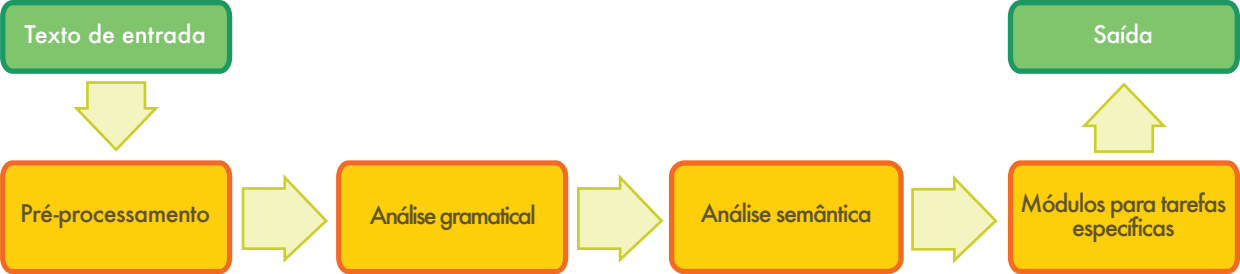 Texto de entrada
Saída
Pré-processamento
Análise gramatical
Análise semântica
Módulos para tarefas
específicas